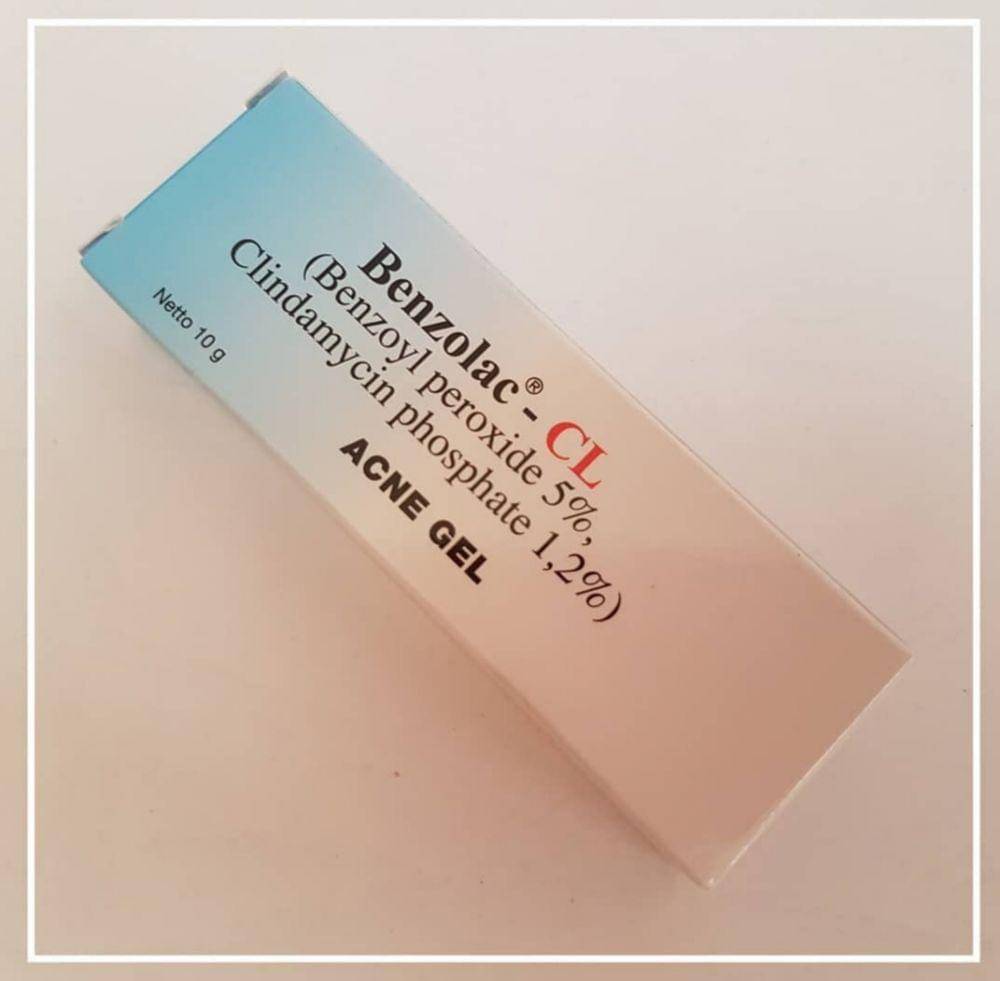 Benzolac® - CL
(Benzoyl peroxide 5%,
Clindamycin phosphate 1,2%)
ACNE GEL
Netto 10 g